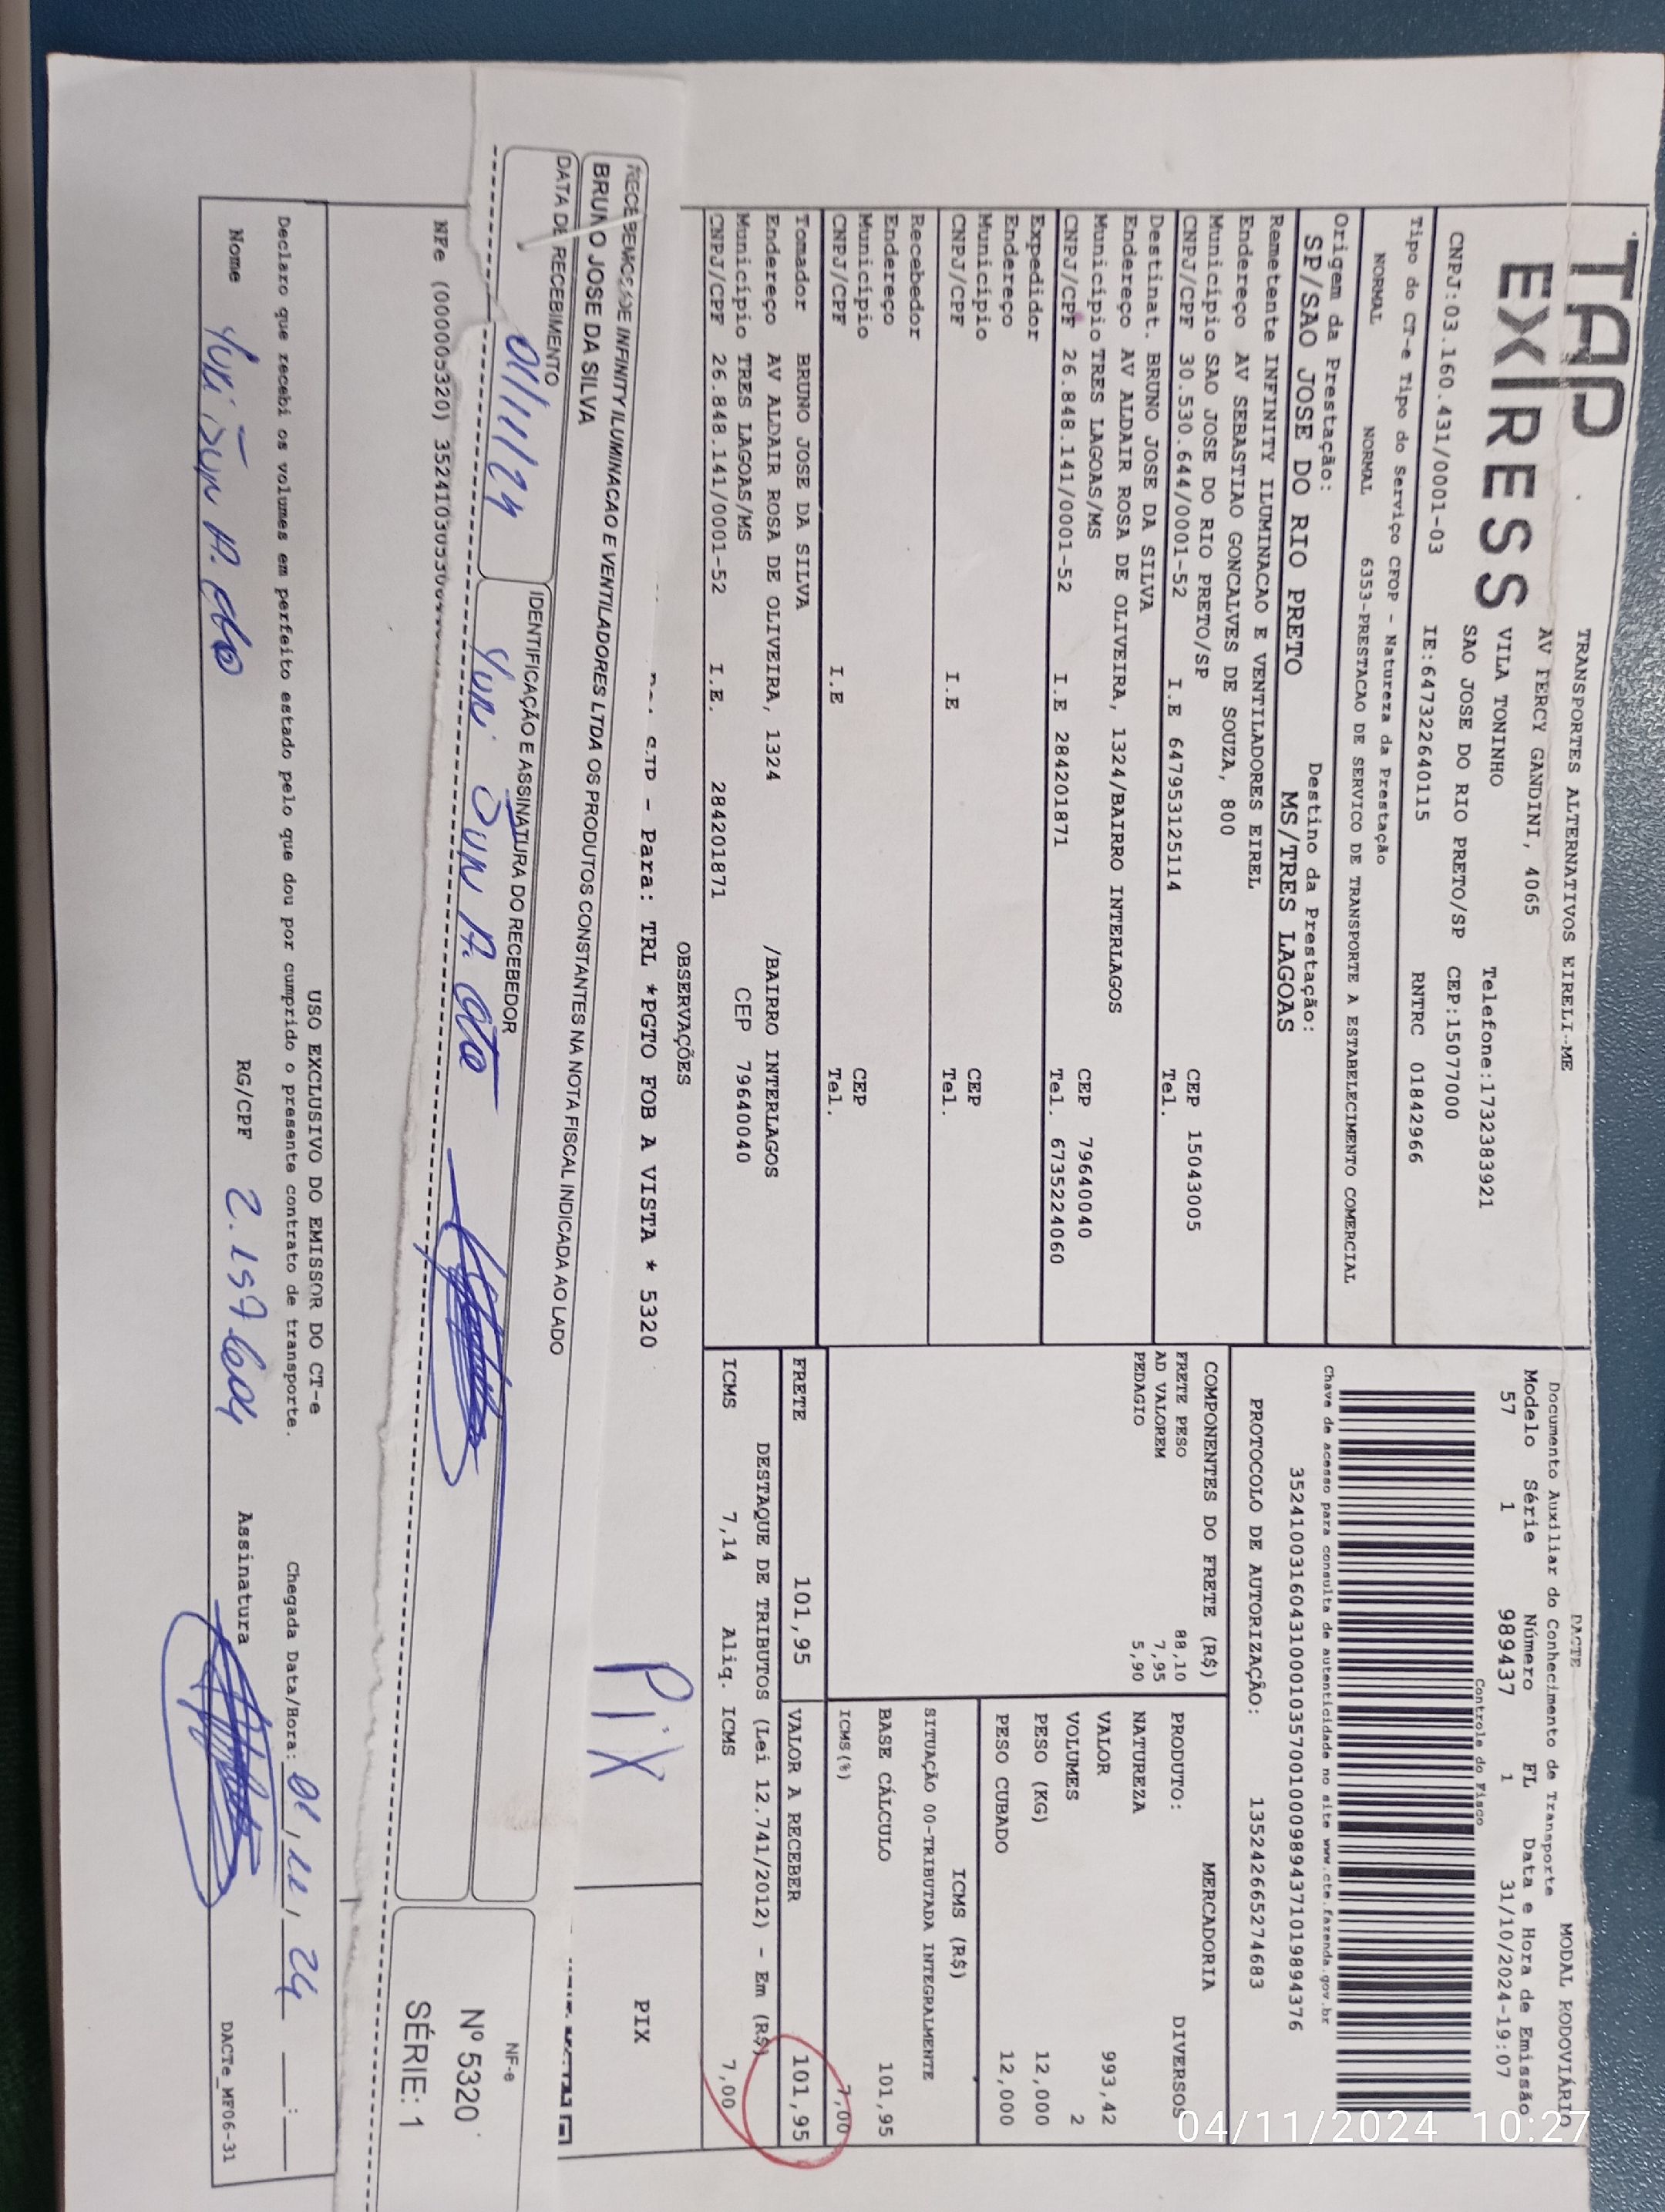 TAP
EXPRESS
TRANSPORTES ALTERNATIVOS EIRELI-ME
AV PERCY GANDINI, 4065
VILA TONINHO
SAO JOSE DO RIO PRETO/SP CEP:15077000
Telefone:1732383921
CNPJ:03.160.431/0001-03 IE:647322640115 RNTRC 01842966
Tipo do CT-e Tipo do Serviço CFOP - Natureza da Prestação
NORMAL NORMAL 6353-PRESTACAO DE SERVICO DE TRANSPORTE A ESTABELECIMENTO COMERCIAL
Origem da Prestação: Destino da Prestação:
SP/SAO JOSE DO RIO PRETO MS/TRES LAGOAS
Remetente INFINITY ILUMINACAO E VENTILADORES EIREL
Endereço AV SEBASTIAO GONCALVES DE SOUZA, 800
Município SAO JOSE DO RIO PRETO/SP CEP 15043005
CNPJ/CPF 30.530.644/0001-52 I.E 647953125114 Tel.
Destinat. BRUNO JOSE DA SILVA
Endereço AV ALDAIR ROSA DE OLIVEIRA, 1324/BAIRRO INTERLAGOS
Município TRES LAGOAS/MS CEP 79640040
CNPJ/CPF 26.848.141/0001-52 I.E 284201871 Tel. 6735224060
Expedidor
Endereço
Município CEP
CNPJ/CPF I.E Tel.
Recebedor
Endereço
Município CEP
CNPJ/CPF I.E Tel.
Tomador BRUNO JOSE DA SILVA
Endereço AV ALDAIR ROSA DE OLIVEIRA, 1324 /BAIRRO INTERLAGOS
Município TRES LAGOAS/MS CEP 79640040
CNPJ/CPF 26.848.141/0001-52 I.E. 284201871
DACTE MODAL RODOVIÁRIO
Documento Auxiliar do Conhecimento de Transporte
Modelo Série Número FL Data e Hora de Emissão
57 1 989437 1 31/10/2024-19:07
Controle do Fisco
Chave de acesso para consulta de autenticidade no site www.cte.fazenda.gov.br
35241003160431000103570010009894371019894376
PROTOCOLO DE AUTORIZAÇÃO: 135242665274683
COMPONENTES DO FRETE (R$)
FRETE PESO 88,10
AD VALOREM 7,95
PEDAGIO 5,90
MERCADORIA
PRODUTO: DIVERSOS
NATUREZA
VALOR 993,42
VOLUMES 2
PESO (KG) 12,000
PESO CUBADO 12,000
ICMS (R$)
SITUAÇÃO 00-TRIBUTADA INTEGRALMENTE
BASE CÁLCULO 101,95
ICMS(%) 7,00
FRETE 101,95 VALOR A RECEBER 101,95
DESTAQUE DE TRIBUTOS (Lei 12.741/2012) - Em (R$)
ICMS 7,14 Aliq. ICMS 7,00
OBSERVAÇÕES
- Para: TRL *PGTO FOB A VISTA * 5320
PIX
PIX
RECEBEMOS DE INFINITY ILUMINACAO E VENTILADORES LTDA OS PRODUTOS CONSTANTES NA NOTA FISCAL INDICADA AO LADO
BRUNO JOSE DA SILVA
DATA DE RECEBIMENTO
01/11/24
IDENTIFICAÇÃO E ASSINATURA DO RECEBEDOR
Yuri
NF-e
Nº 5320
SÉRIE: 1
USO EXCLUSIVO DO EMISSOR DO CT-e
Declaro que recebi os volumes em perfeito estado pelo que dou por cumprido o presente contrato de transporte.
Chegada Data/Hora: 01/11/24 __:__
Nome Yuri
RG/CPF
Assinatura
DACTe_MF06-31
04/11/2024 10:27